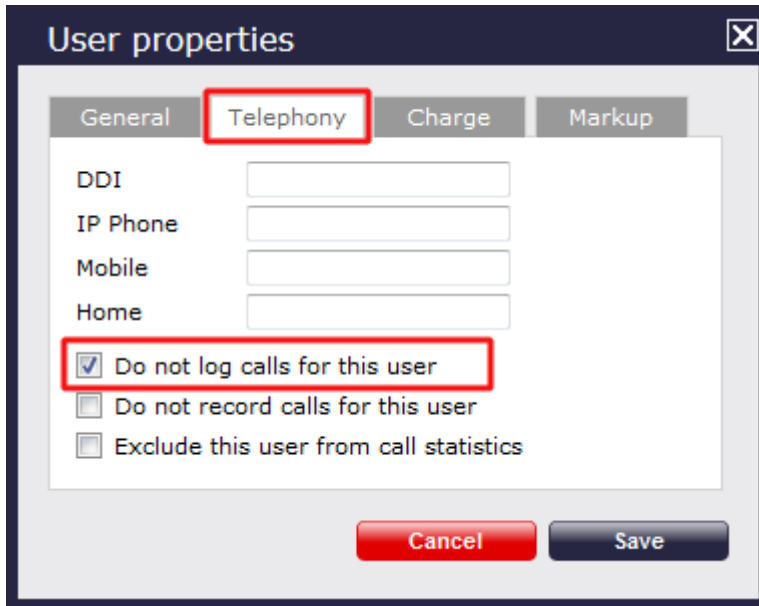 User properties
General Telephony Charge Markup
DDI
IP Phone
Mobile
Home
Do not log calls for this user
Do not record calls for this user
Exclude this user from call statistics
Cancel Save